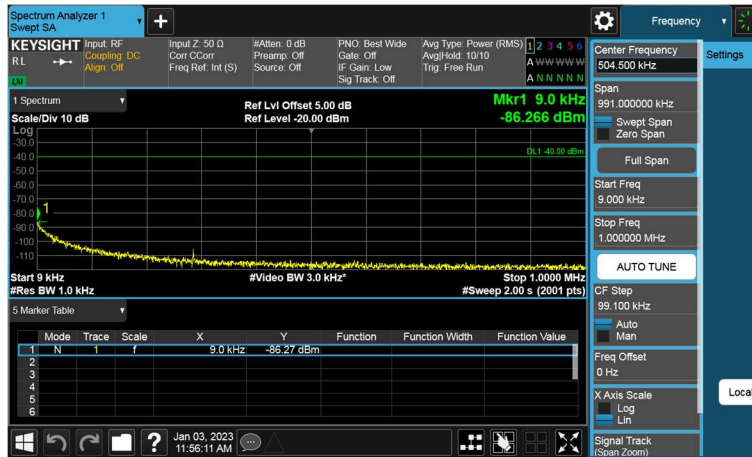 Spectrum Analyzer 1
Swept SA
Frequency
KEYSIGHT
R L
LXI
Input: RF
Coupling: DC
Align: Off
Input Z: 50 Ω
Corr CCorr
Freq Ref: Int (S)
#Atten: 0 dB
Preamp: Off
Source: Off
PNO: Best Wide
Gate: Off
IF Gain: Low
Sig Track: Off
Avg Type: Power (RMS)
Avg|Hold: 10/10
Trig: Free Run
1 2 3 4 5 6
A W W W W W
A N N N N N
1 Spectrum
Scale/Div 10 dB
Ref Lvl Offset 5.00 dB
Ref Level -20.00 dBm
Mkr1 9.0 kHz
-86.266 dBm
Log
-30.0
-40.0
-50.0
-60.0
-70.0
-80.0
-90.0
-100
-110
DL1 -40.00 dBm
1
Start 9 kHz
#Res BW 1.0 kHz
#Video BW 3.0 kHz*
Stop 1.0000 MHz
#Sweep 2.00 s (2001 pts)
5 Marker Table
Mode Trace Scale X Y Function Function Width Function Value
1 N 1 f 9.0 kHz -86.27 dBm
2
3
4
5
6
Jan 03, 2023
11:56:11 AM
Center Frequency
504.500 kHz
Settings
Span
991.000000 kHz
Swept Span
Zero Span
Full Span
Start Freq
9.000 kHz
Stop Freq
1.000000 MHz
AUTO TUNE
CF Step
99.100 kHz
Auto
Man
Freq Offset
0 Hz
Local
X Axis Scale
Log
Lin
Signal Track
(Span Zoom)